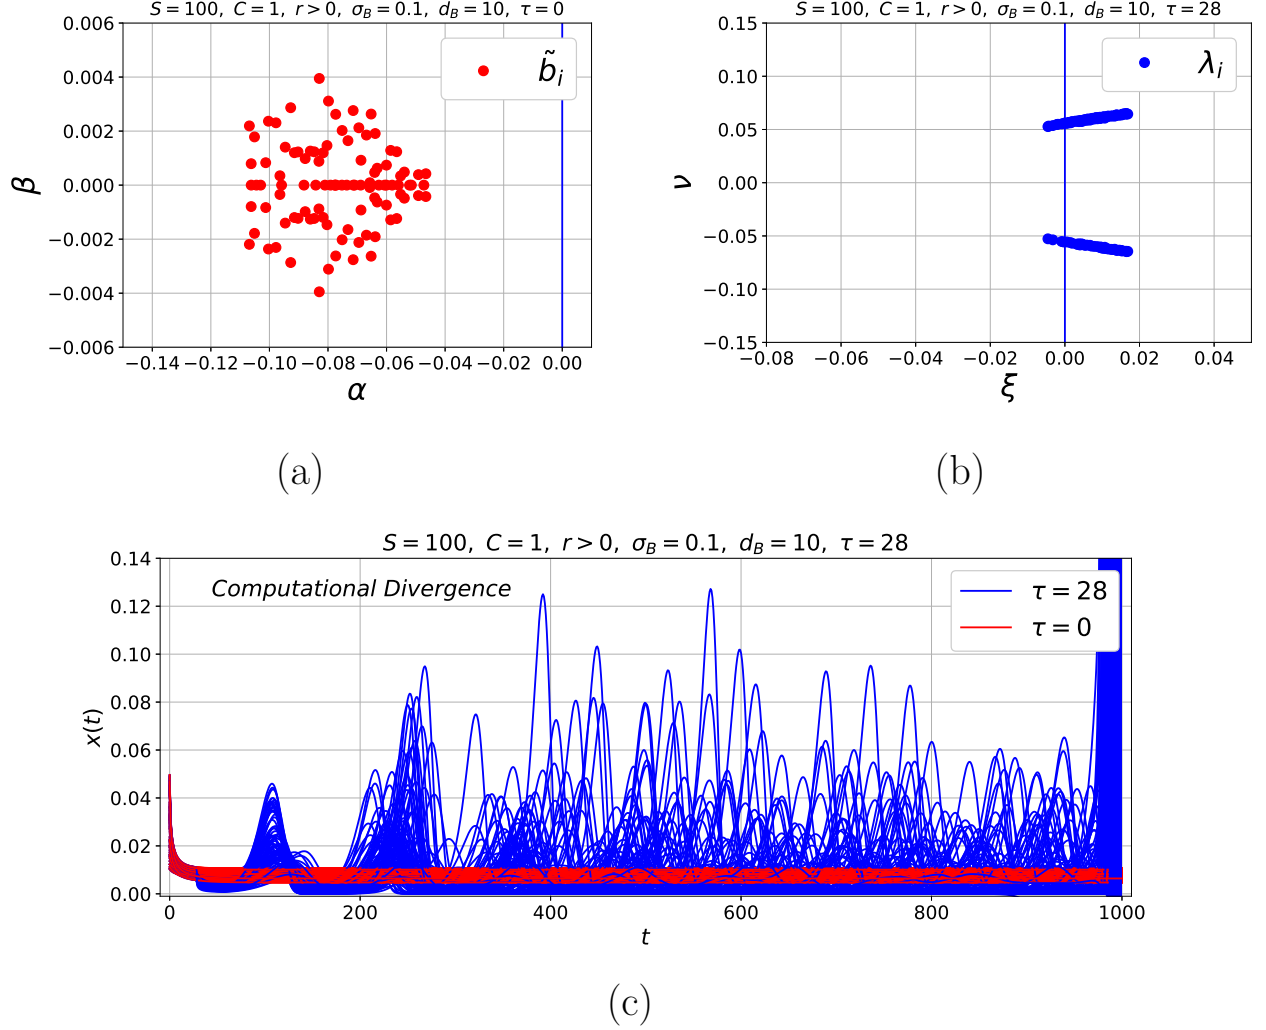 S = 100, C = 1, r > 0, σ_B = 0.1, d_B = 10, τ = 0
0.006
0.004
0.002
0.000
−0.002
−0.004
−0.006
β
b̃_i
−0.14 −0.12 −0.10 −0.08 −0.06 −0.04 −0.02 0.00
α
(a)
S = 100, C = 1, r > 0, σ_B = 0.1, d_B = 10, τ = 28
0.15
0.10
0.05
0.00
−0.05
−0.10
−0.15
ν
λ_i
−0.08 −0.06 −0.04 −0.02 0.00 0.02 0.04
ξ
(b)
S = 100, C = 1, r > 0, σ_B = 0.1, d_B = 10, τ = 28
0.14
0.12
0.10
0.08
0.06
0.04
0.02
0.00
x(t)
Computational Divergence
τ = 28
τ = 0
0 200 400 600 800 1000
t
(c)